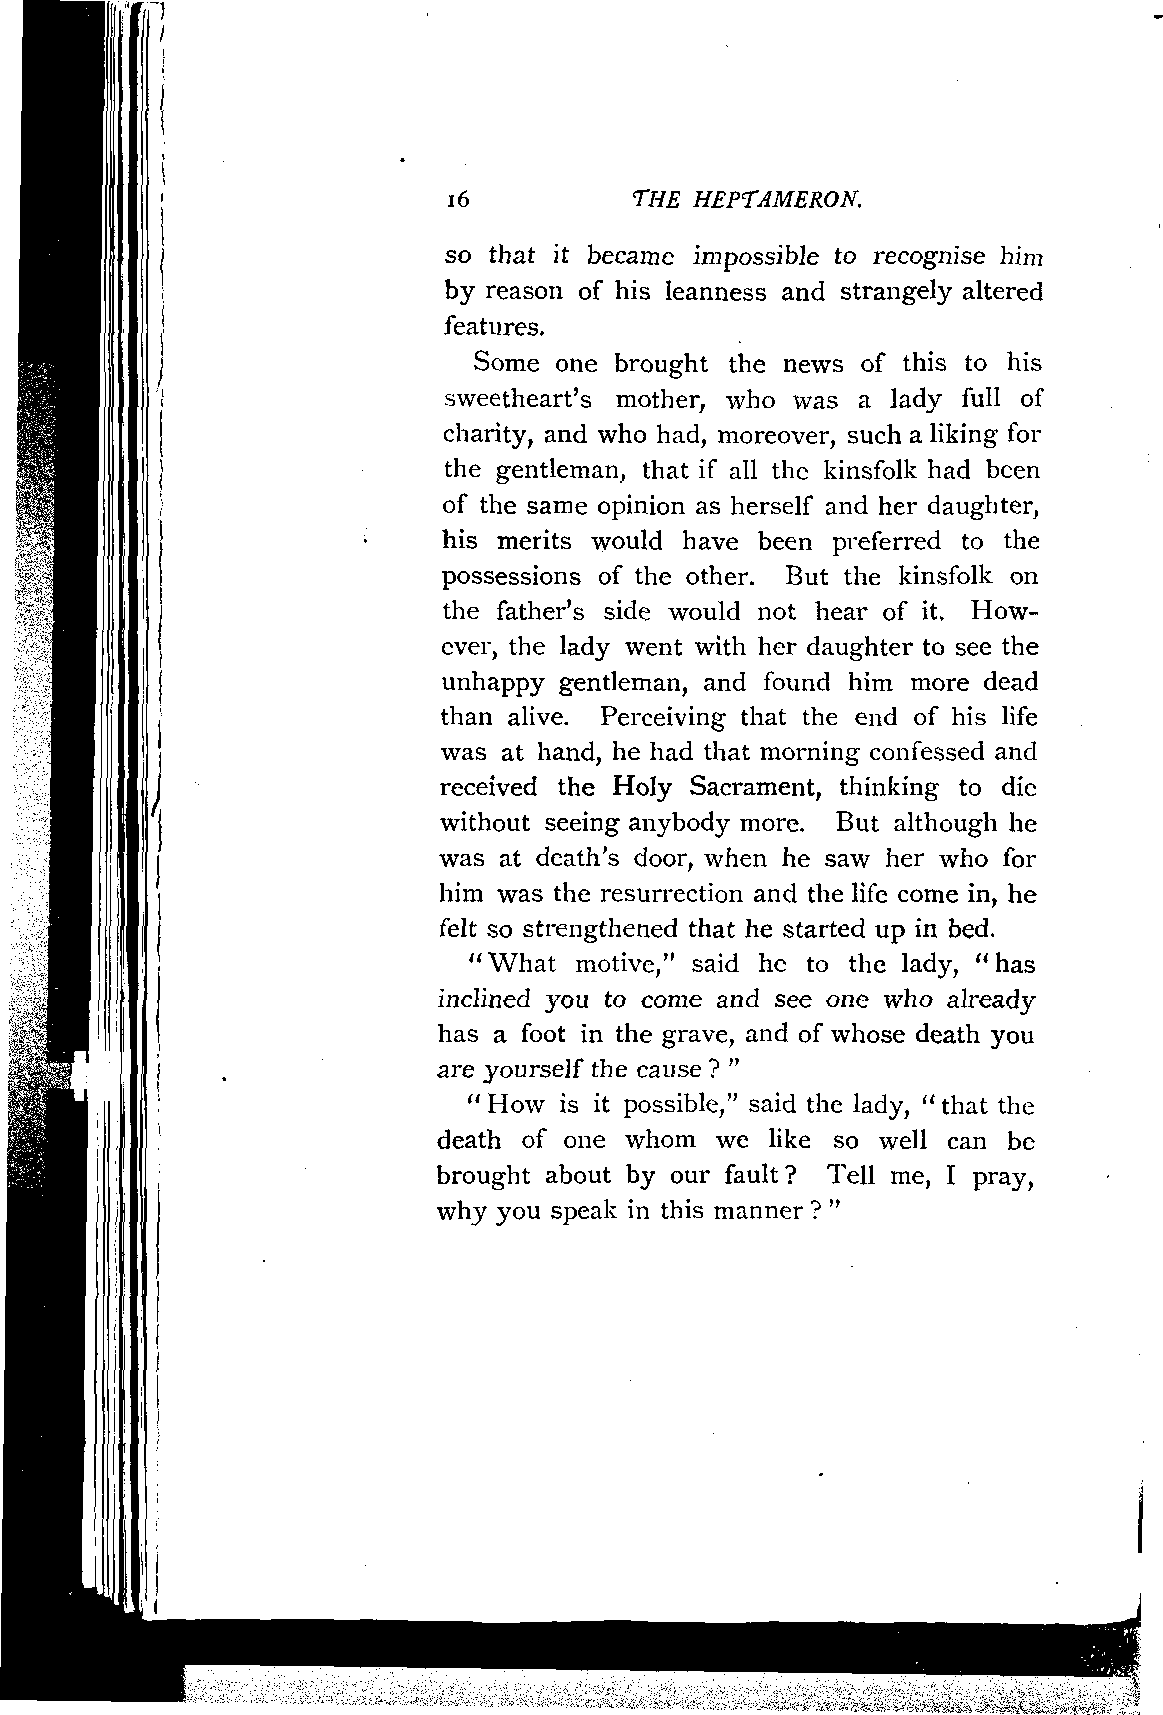 16 THE HEPTAMERON.
so that it became impossible to recognise him
by reason of his leanness and strangely altered
features.
Some one brought the news of this to his
sweetheart's mother, who was a lady full of
charity, and who had, moreover, such a liking for
the gentleman, that if all the kinsfolk had been
of the same opinion as herself and her daughter,
his merits would have been preferred to the
possessions of the other. But the kinsfolk on
the father's side would not hear of it. How-
ever, the lady went with her daughter to see the
unhappy gentleman, and found him more dead
than alive. Perceiving that the end of his life
was at hand, he had that morning confessed and
received the Holy Sacrament, thinking to die
without seeing anybody more. But although he
was at death's door, when he saw her who for
him was the resurrection and the life come in, he
felt so strengthened that he started up in bed.
"What motive," said he to the lady, "has
inclined you to come and see one who already
has a foot in the grave, and of whose death you
are yourself the cause?"
"How is it possible," said the lady, "that the
death of one whom we like so well can be
brought about by our fault? Tell me, I pray,
why you speak in this manner?"